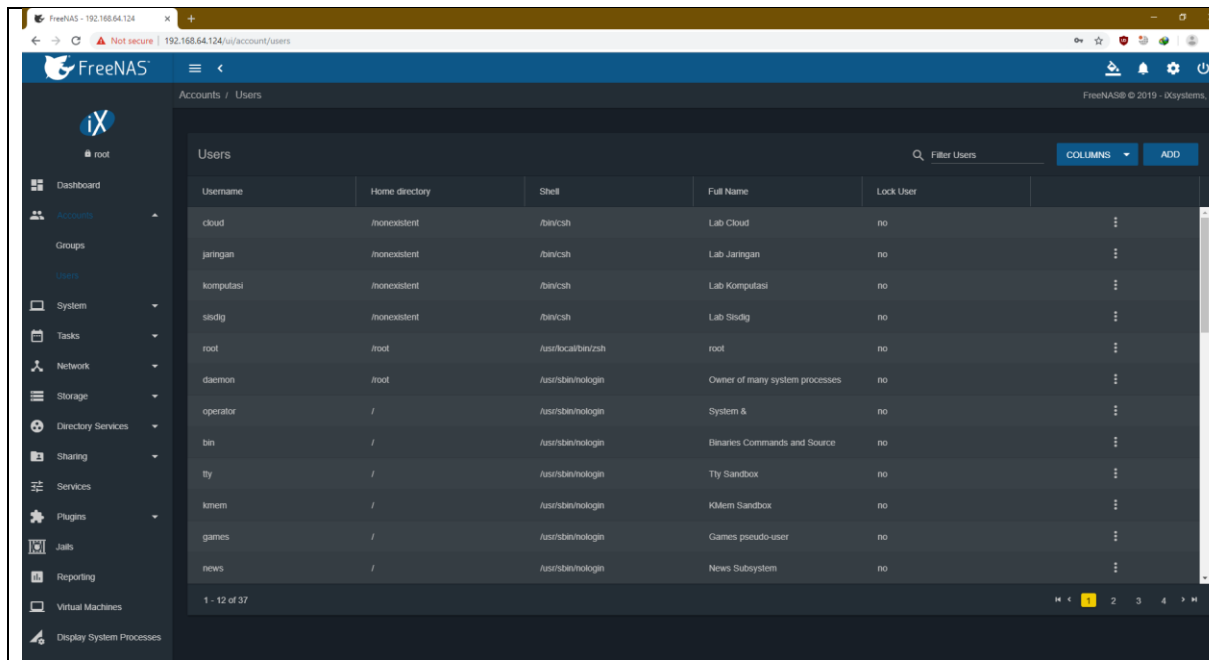 FreeNAS - 192.168.64.124
Not secure | 192.168.64.124/ui/account/users
FreeNAS
Accounts / Users
FreeNAS® © 2019 - iXsystems,
iX
root
Dashboard
Accounts
Groups
Users
System
Tasks
Network
Storage
Directory Services
Sharing
Services
Plugins
Jails
Reporting
Virtual Machines
Display System Processes
Users
Filter Users
COLUMNS
ADD
Username Home directory Shell Full Name Lock User
cloud /nonexistent /bin/csh Lab Cloud no
jaringan /nonexistent /bin/csh Lab Jaringan no
komputasi /nonexistent /bin/csh Lab Komputasi no
sisdig /nonexistent /bin/csh Lab Sisdig no
root /root /usr/local/bin/zsh root no
daemon /root /usr/sbin/nologin Owner of many system processes no
operator / /usr/sbin/nologin System & no
bin / /usr/sbin/nologin Binaries Commands and Source no
tty / /usr/sbin/nologin Tty Sandbox no
kmem / /usr/sbin/nologin KMem Sandbox no
games / /usr/sbin/nologin Games pseudo-user no
news / /usr/sbin/nologin News Subsystem no
1 - 12 of 37
1 2 3 4